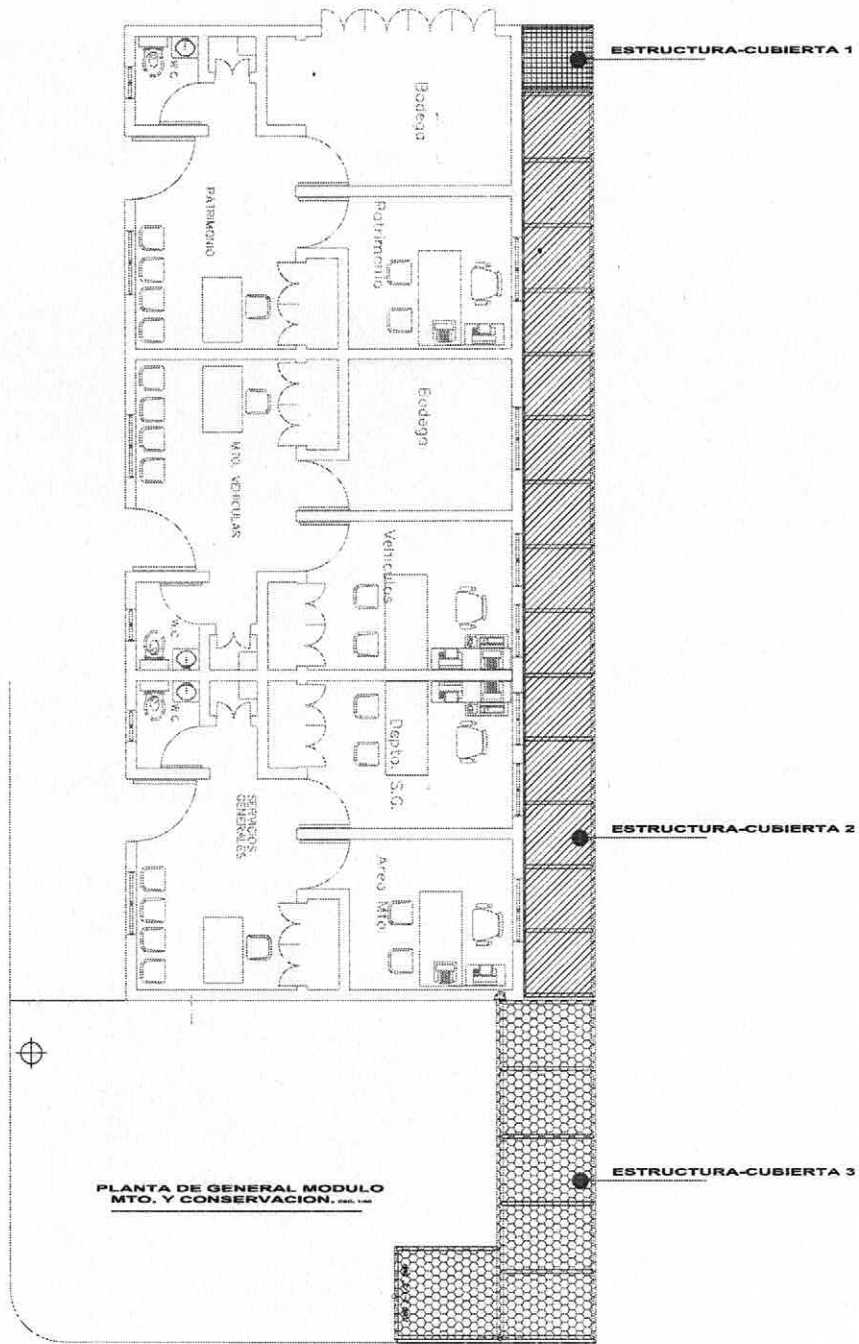 ESTRUCTURA-CUBIERTA 1
W.C
Bodega
PATRIMONIO
Patrimonio
Bodega
MTO. VEHICULAS
Vehiculos
W.C
W.C
Depto. S.G.
ESTRUCTURA-CUBIERTA 2
SERVICIOS
GENERALES
Area Mto
ESTRUCTURA-CUBIERTA 3
PLANTA DE GENERAL MODULO
MTO. Y CONSERVACION.